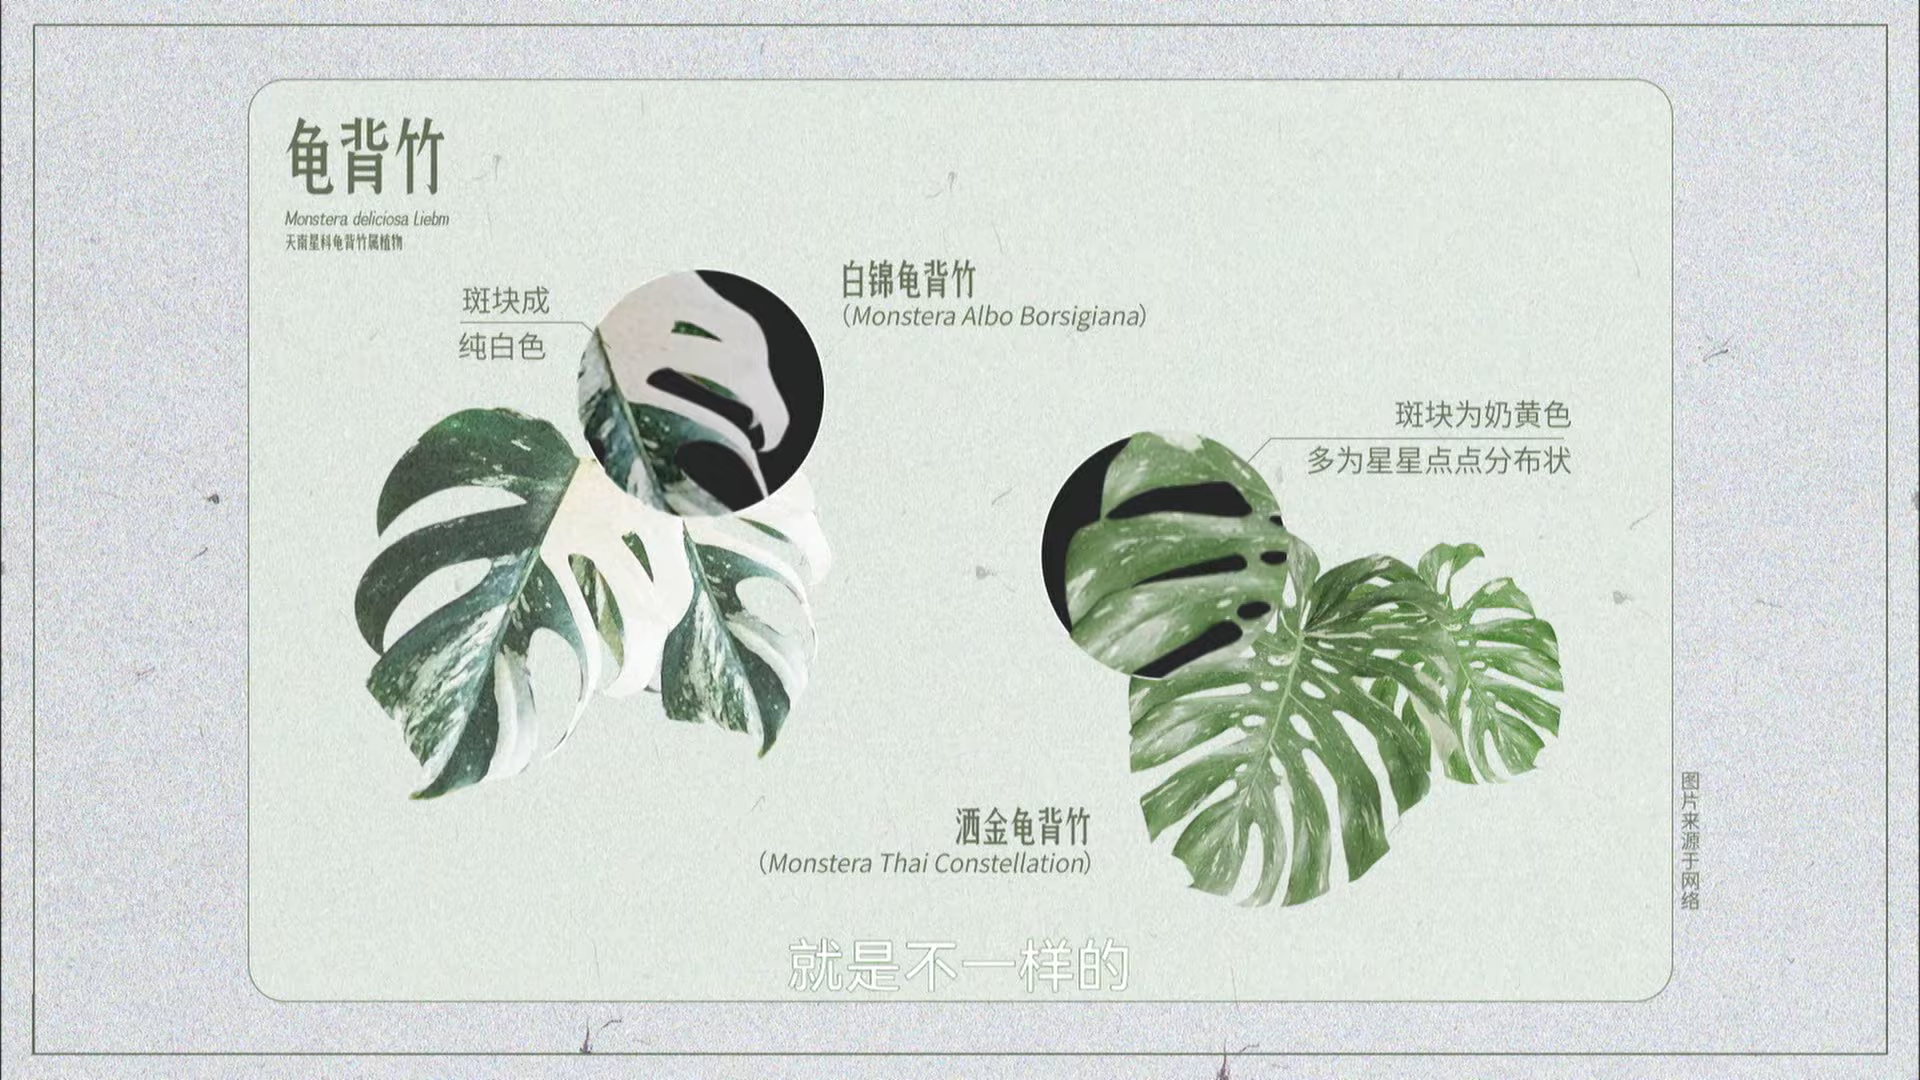 龟背竹
Monstera deliciosa Liebm
天南星科龟背竹属植物
斑块成
纯白色
白锦龟背竹
（Monstera Albo Borsigiana）
斑块为奶黄色
多为星星点点分布状
洒金龟背竹
（Monstera Thai Constellation）
图片来源于网络
就是不一样的